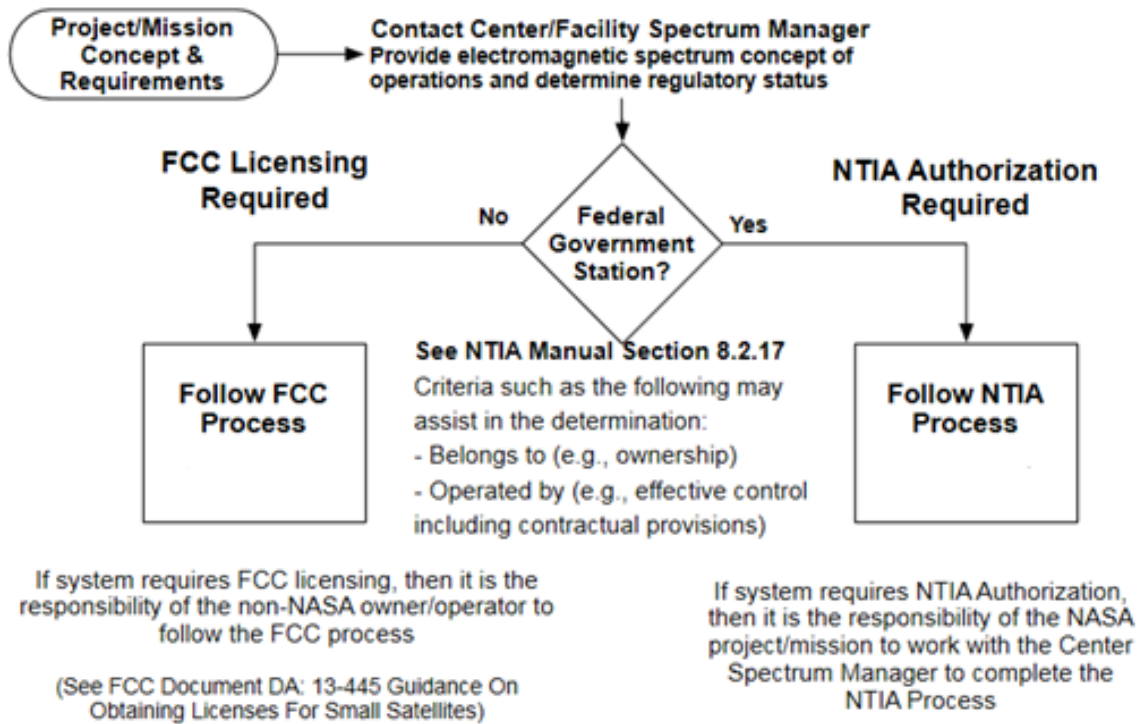 Project/Mission
Concept &
Requirements
Contact Center/Facility Spectrum Manager
Provide electromagnetic spectrum concept of
operations and determine regulatory status
FCC Licensing
Required
NTIA Authorization
Required
No
Federal
Government
Station?
Yes
Follow FCC
Process
See NTIA Manual Section 8.2.17
Criteria such as the following may
assist in the determination:
- Belongs to (e.g., ownership)
- Operated by (e.g., effective control
including contractual provisions)
Follow NTIA
Process
If system requires FCC licensing, then it is the
responsibility of the non-NASA owner/operator to
follow the FCC process
(See FCC Document DA: 13-445 Guidance On
Obtaining Licenses For Small Satellites)
If system requires NTIA Authorization,
then it is the responsibility of the NASA
project/mission to work with the Center
Spectrum Manager to complete the
NTIA Process